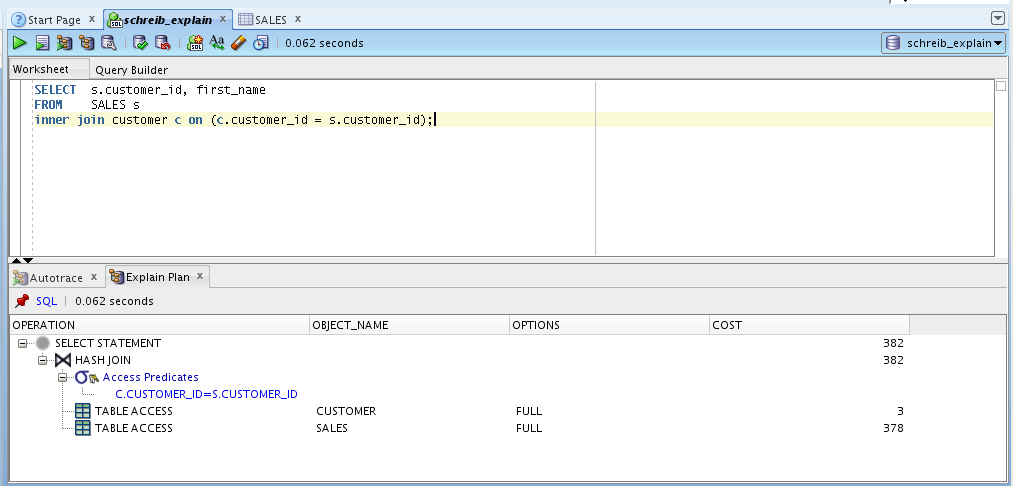 Start Page x schreib_explain x SALES x
0.062 seconds schreib_explain
Worksheet Query Builder
SELECT s.customer_id, first_name
FROM SALES s
inner join customer c on (c.customer_id = s.customer_id);
Autotrace x Explain Plan x
SQL | 0.062 seconds
OPERATION OBJECT_NAME OPTIONS COST
SELECT STATEMENT 382
HASH JOIN 382
Access Predicates
C.CUSTOMER_ID=S.CUSTOMER_ID
TABLE ACCESS CUSTOMER FULL 3
TABLE ACCESS SALES FULL 378